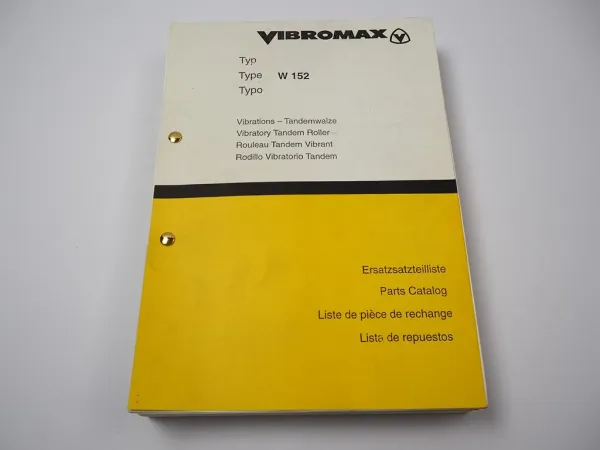 VIBROMAX V
Typ
Type W 152
Typo
Vibrations – Tandemwalze
Vibratory Tandem Roller
Rouleau Tandem Vibrant
Rodillo Vibratorio Tandem
Ersatzsatzteilliste
Parts Catalog
Liste de pièce de rechange
Lista de repuestos